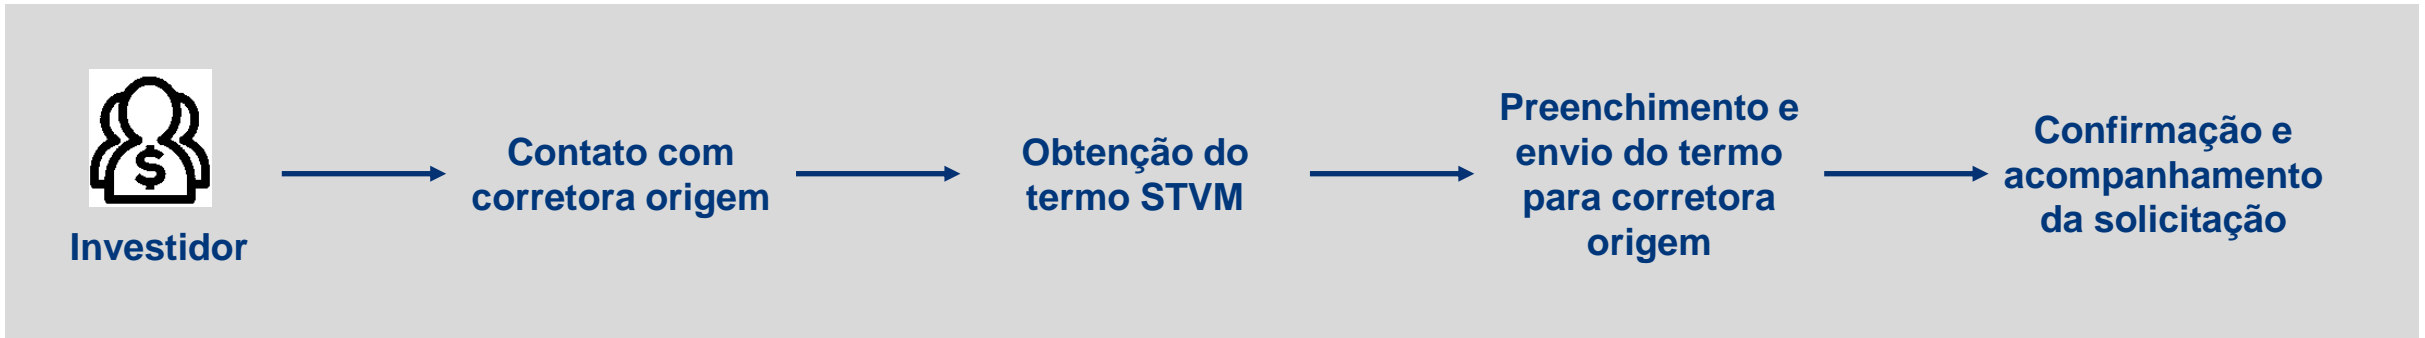 $
Investidor
Contato com
corretora origem
Obtenção do
termo STVM
Preenchimento e
envio do termo
para corretora
origem
Confirmação e
acompanhamento
da solicitação